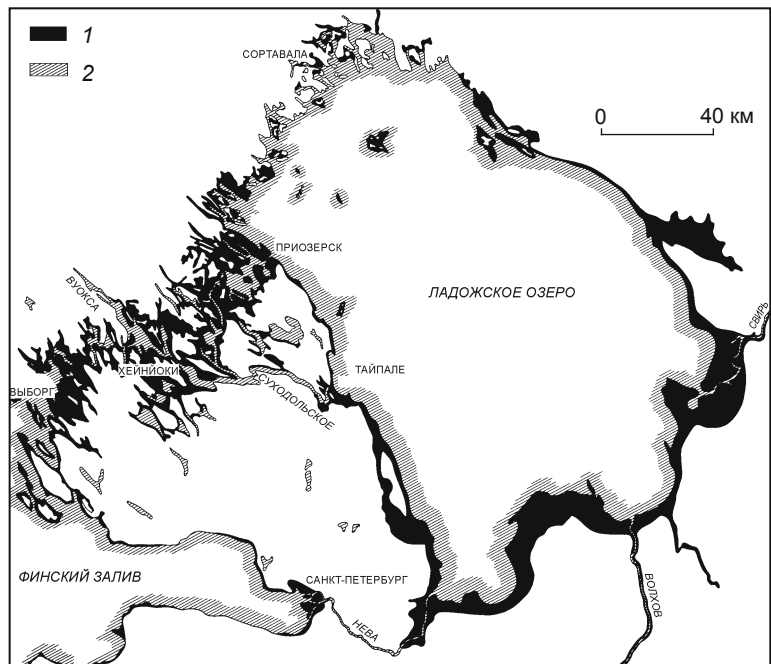 1
2
СОРТАВАЛА
0 40 км
ПРИОЗЕРСК
ВУОКСА
ЛАДОЖСКОЕ ОЗЕРО
СВИРЬ
ХЕЙНИОКИ
ТАЙПАЛЕ
ВЫБОРГ
СУХОДОЛЬСКОЕ
ФИНСКИЙ ЗАЛИВ
САНКТ-ПЕТЕРБУРГ
ВОЛХОВ
НЕВА